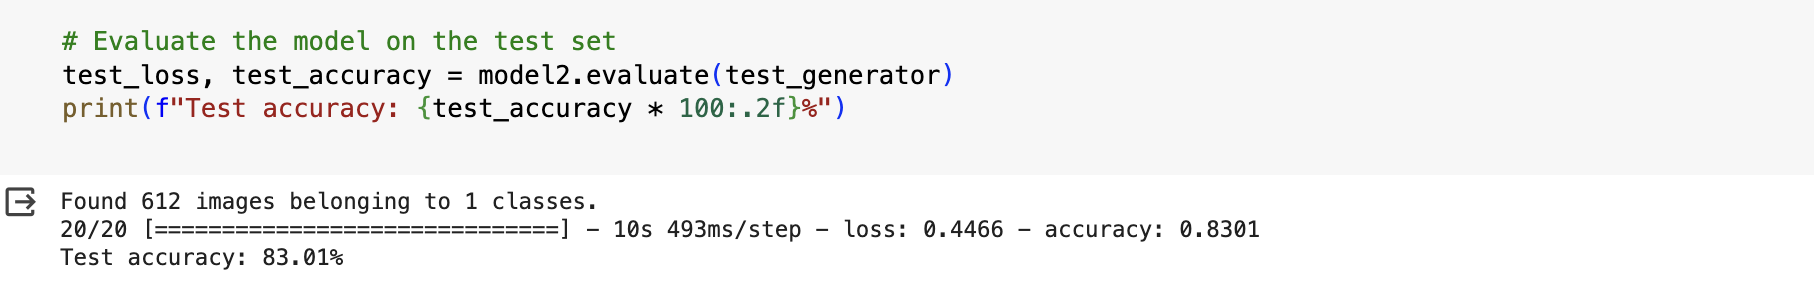 # Evaluate the model on the test set
test_loss, test_accuracy = model2.evaluate(test_generator)
print(f"Test accuracy: {test_accuracy * 100:.2f}%")
Found 612 images belonging to 1 classes.
20/20 [==============================] - 10s 493ms/step - loss: 0.4466 - accuracy: 0.8301
Test accuracy: 83.01%